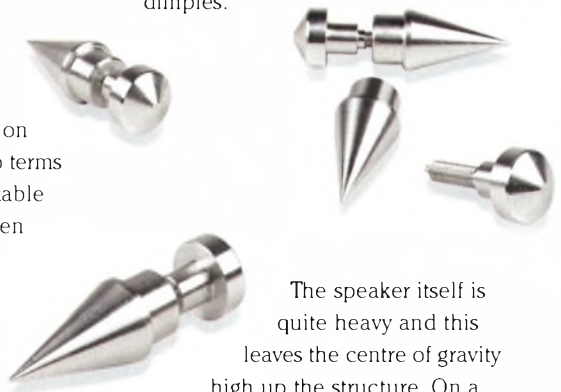 dimples.
on
terms
able
en
The speaker itself is
quite heavy and this
leaves the centre of gravity
high up the structure. On a